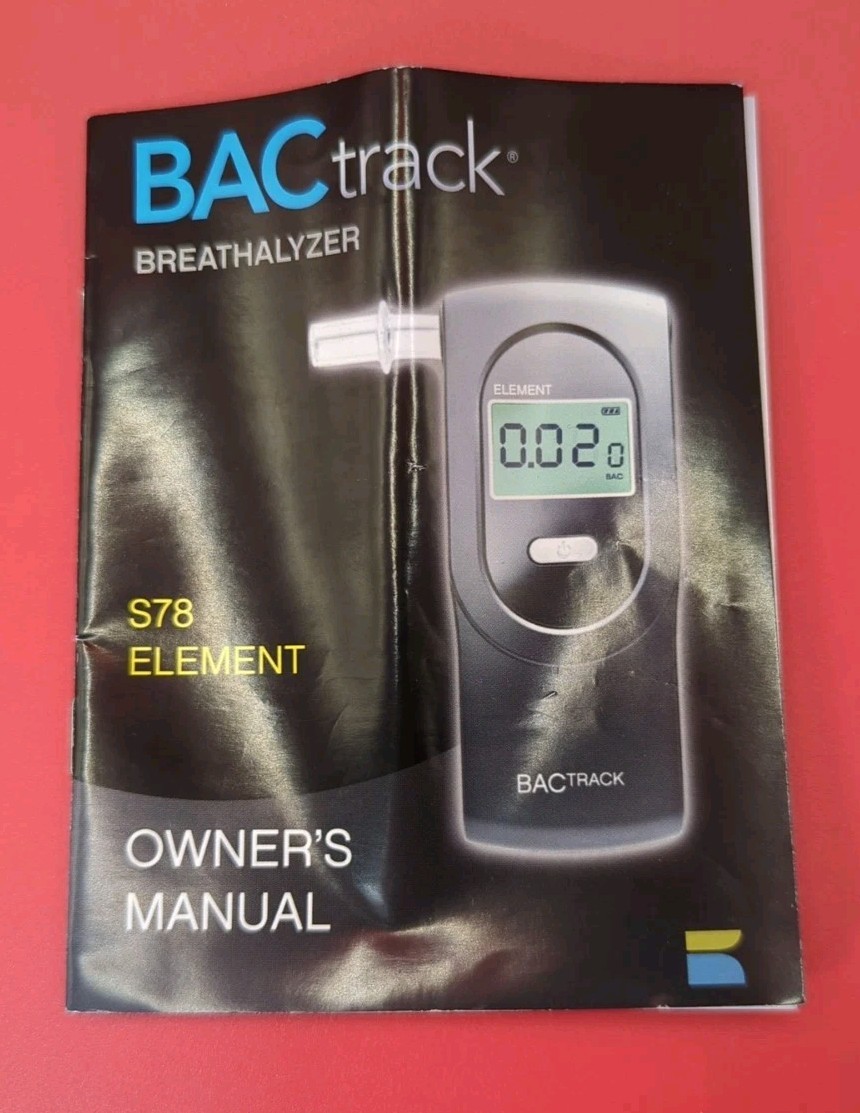 BACtrack®
BREATHALYZER
ELEMENT
0.020
BAC
S78
ELEMENT
BACTRACK
OWNER'S
MANUAL